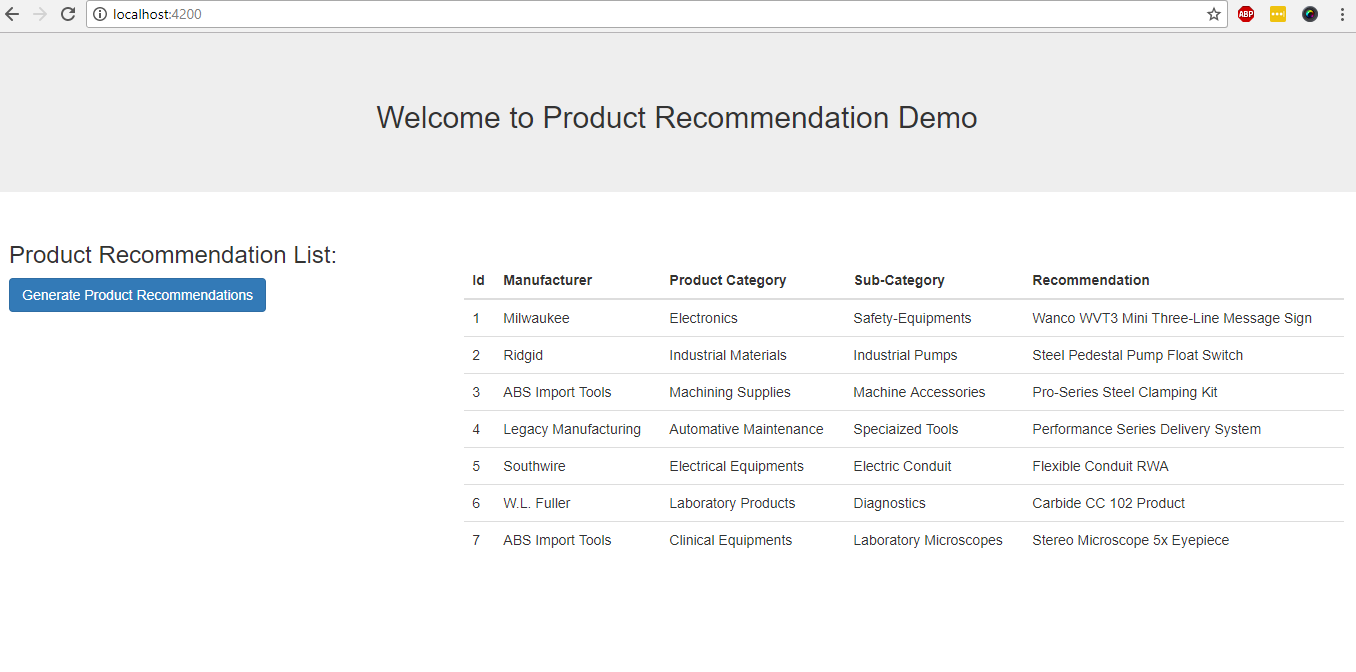 localhost:4200
ABP
Welcome to Product Recommendation Demo
Product Recommendation List:
Generate Product Recommendations
Id Manufacturer Product Category Sub-Category Recommendation
1 Milwaukee Electronics Safety-Equipments Wanco WVT3 Mini Three-Line Message Sign
2 Ridgid Industrial Materials Industrial Pumps Steel Pedestal Pump Float Switch
3 ABS Import Tools Machining Supplies Machine Accessories Pro-Series Steel Clamping Kit
4 Legacy Manufacturing Automative Maintenance Speciaized Tools Performance Series Delivery System
5 Southwire Electrical Equipments Electric Conduit Flexible Conduit RWA
6 W.L. Fuller Laboratory Products Diagnostics Carbide CC 102 Product
7 ABS Import Tools Clinical Equipments Laboratory Microscopes Stereo Microscope 5x Eyepiece